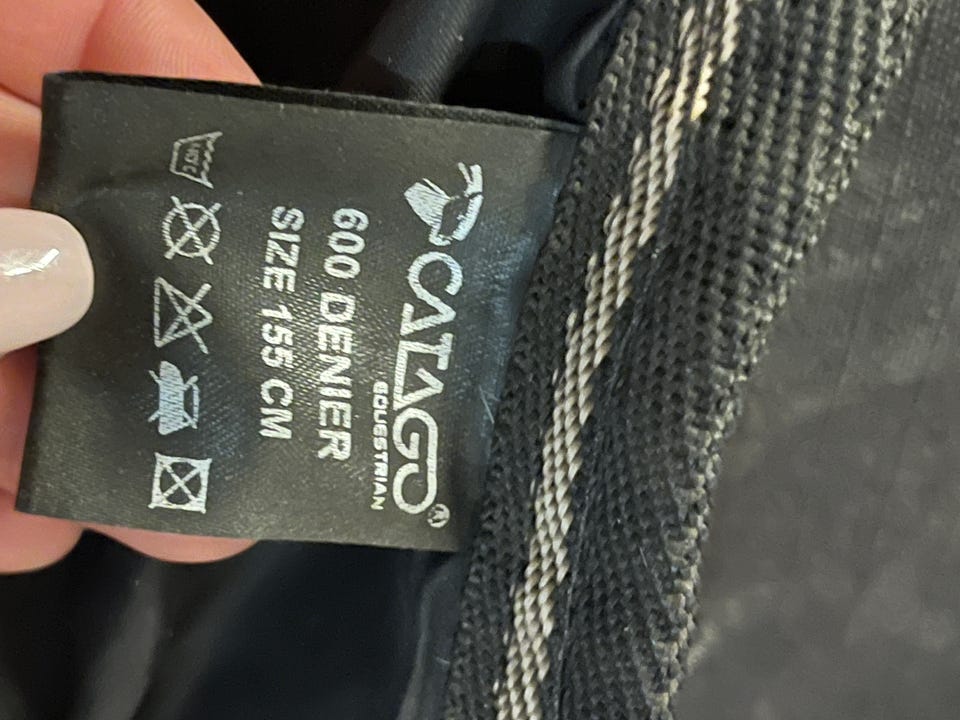 CATAGO®
EQUESTRIAN
600 DENIER
SIZE 155 CM